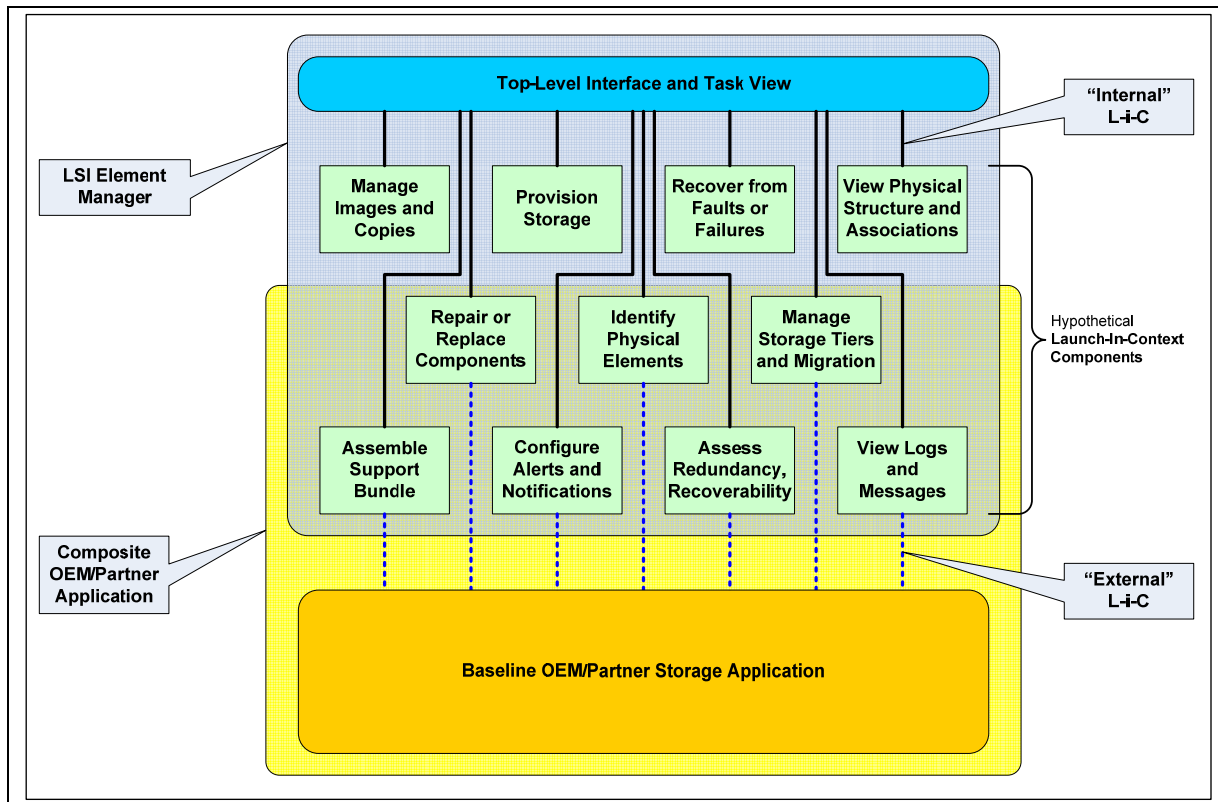 Top-Level Interface and Task View
“Internal”
L-i-C
LSI Element
Manager
Manage
Images and
Copies
Provision
Storage
Recover from
Faults or
Failures
View Physical
Structure and
Associations
Repair or
Replace
Components
Identify
Physical
Elements
Manage
Storage Tiers
and Migration
Hypothetical
Launch-In-Context
Components
Assemble
Support
Bundle
Configure
Alerts and
Notifications
Assess
Redundancy,
Recoverability
View Logs
and
Messages
Composite
OEM/Partner
Application
“External”
L-i-C
Baseline OEM/Partner Storage Application